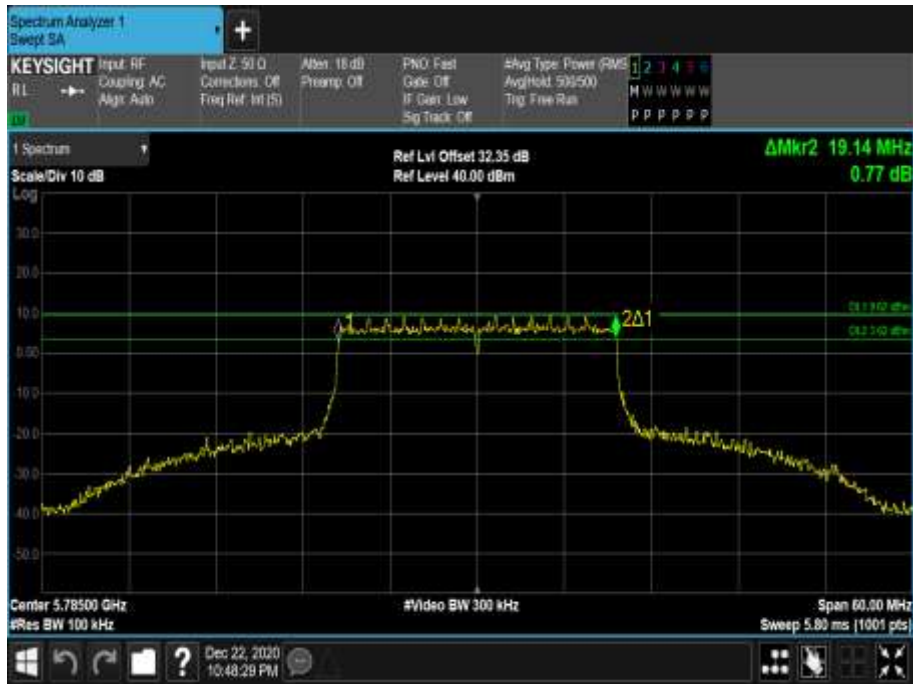 Spectrum Analyzer 1
Swept SA
+
KEYSIGHT
RL
Input: RF
Coupling: AC
Align: Auto
Input Z: 50 Ω
Corrections: Off
Freq Ref: Int (S)
Atten: 18 dB
Preamp: Off
PNO: Fast
Gate: Off
IF Gain: Low
Sig Track: Off
#Avg Type: Power (RMS
Avg|Hold: 500/500
Trig: Free Run
1 2 3 4 5 6
M W W W W W
P P P P P P
1 Spectrum
Scale/Div 10 dB
Log
Ref Lvl Offset 32.35 dB
Ref Level 40.00 dBm
ΔMkr2 19.14 MHz
0.77 dB
30.0
20.0
10.0
0.00
-10.0
-20.0
-30.0
-40.0
-50.0
1
2Δ1
Center 5.78500 GHz
#Res BW 100 kHz
#Video BW 300 kHz
Span 60.00 MHz
Sweep 5.80 ms (1001 pts)
?
Dec 22, 2020
10:48:29 PM